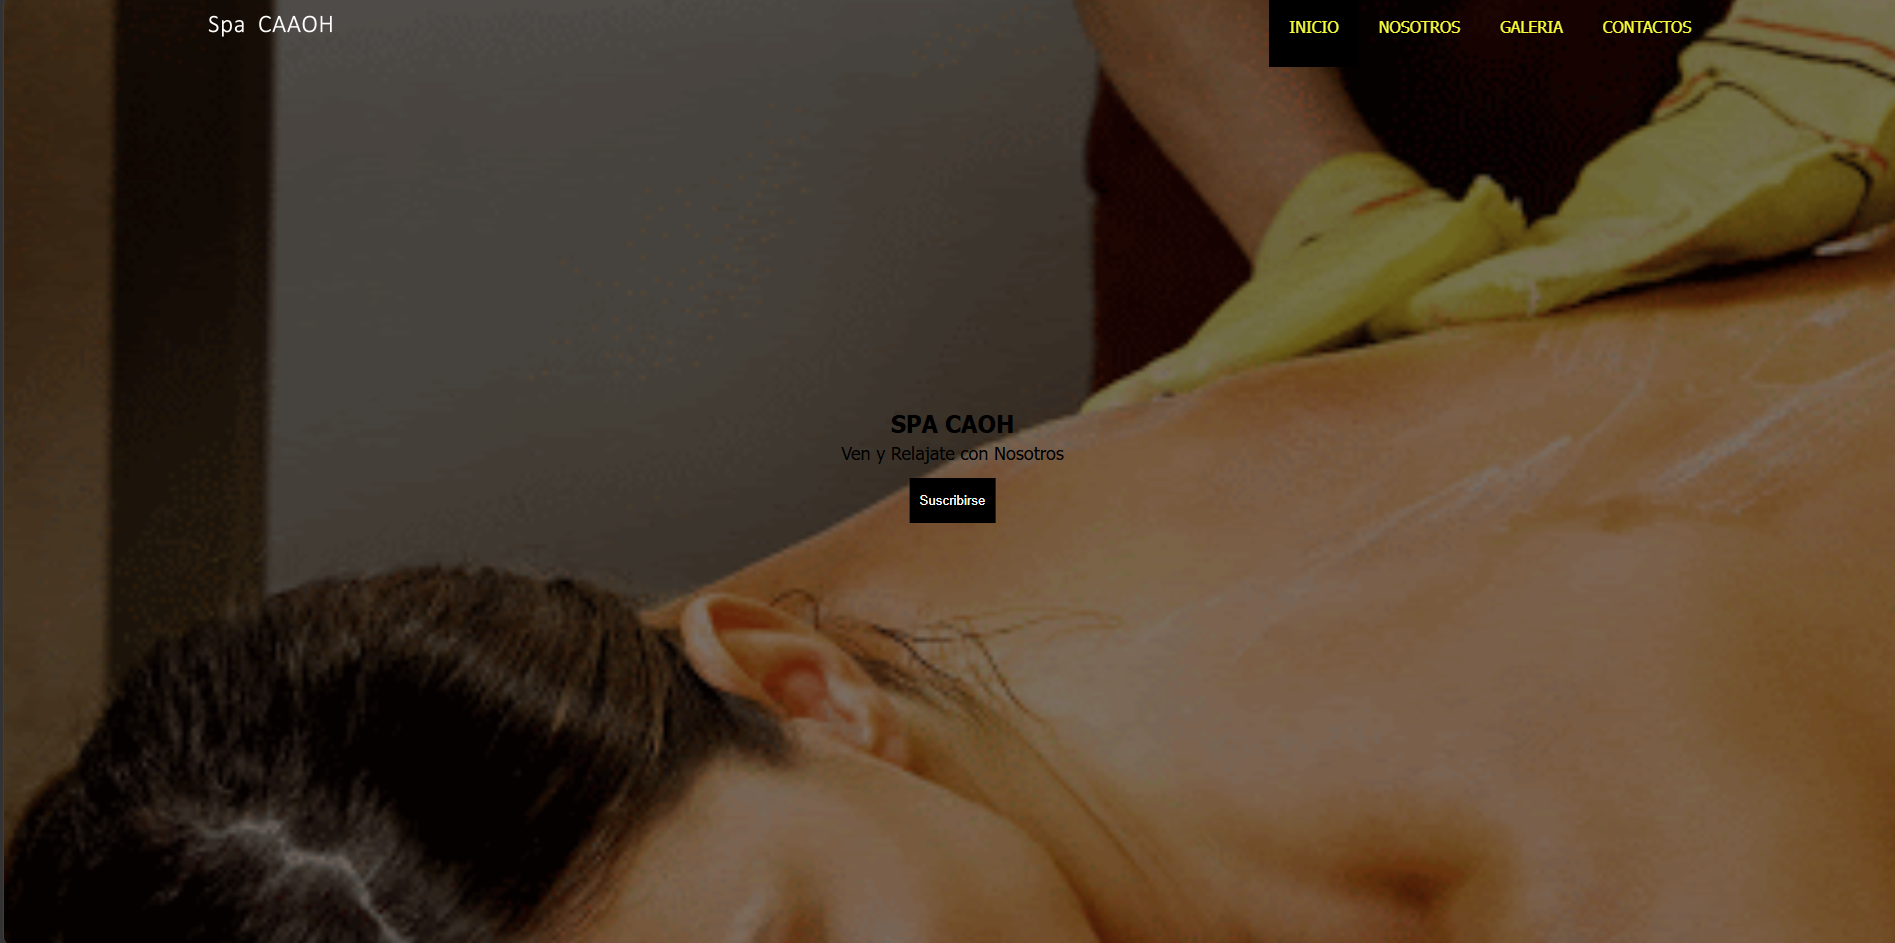 Spa CAAOH
INICIO NOSOTROS GALERIA CONTACTOS
SPA CAOH
Ven y Relajate con Nosotros
Suscribirse